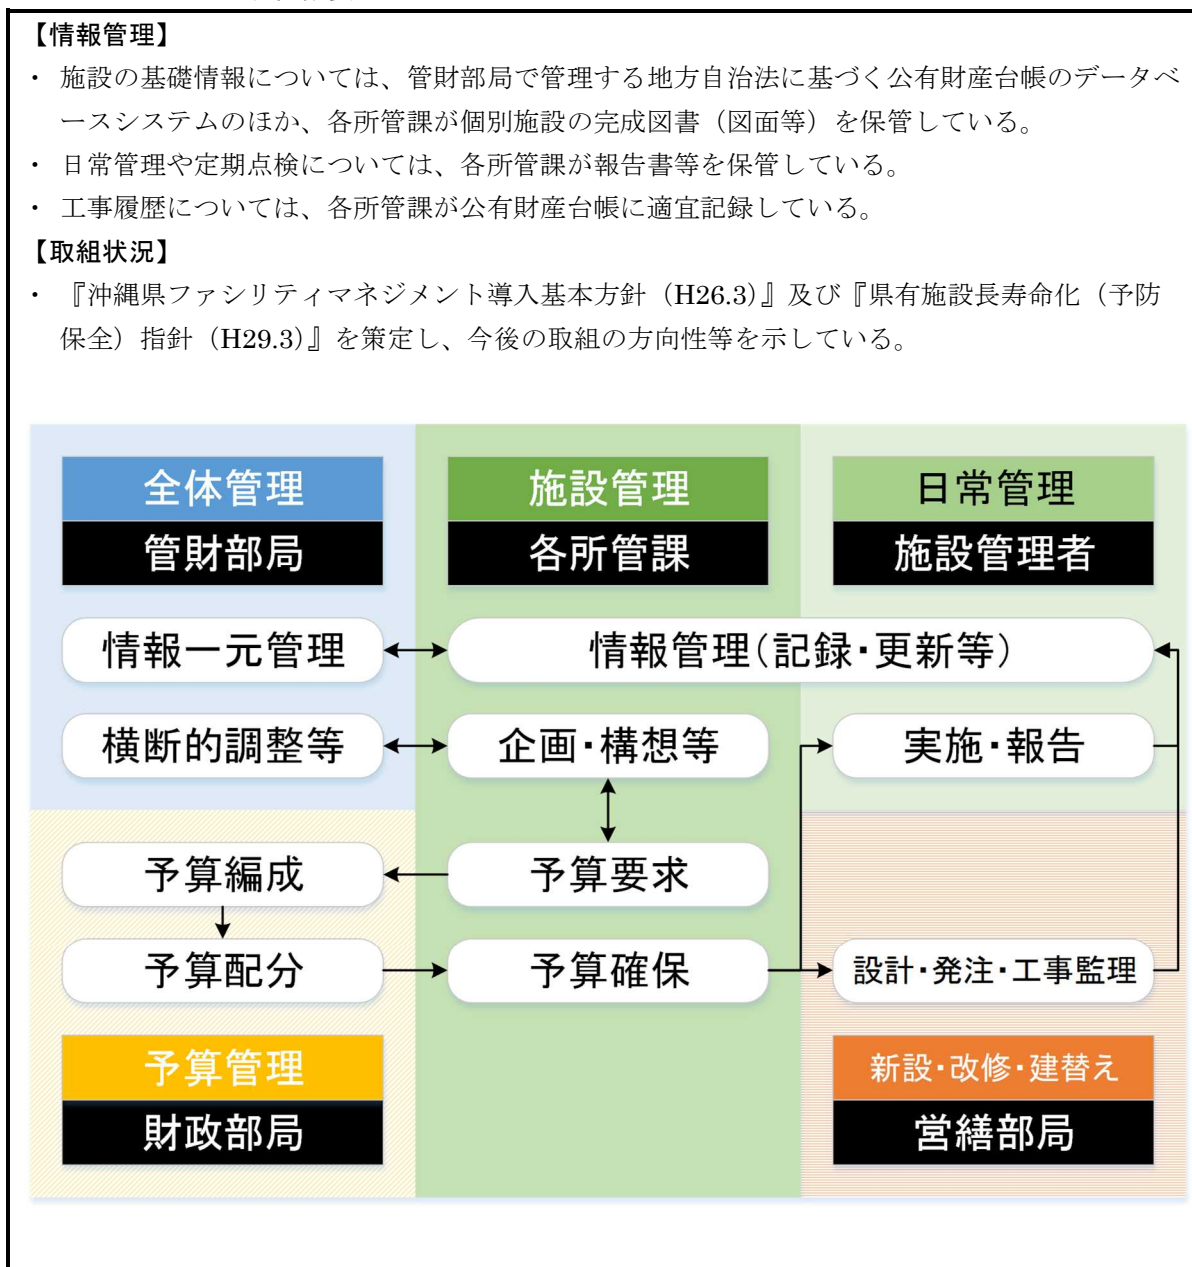 【情報管理】
・ 施設の基礎情報については、管財部局で管理する地方自治法に基づく公有財産台帳のデータベ
ースシステムのほか、各所管課が個別施設の完成図書（図面等）を保管している。
・ 日常管理や定期点検については、各所管課が報告書等を保管している。
・ 工事履歴については、各所管課が公有財産台帳に適宜記録している。
【取組状況】
・ 『沖縄県ファシリティマネジメント導入基本方針（H26.3)』及び『県有施設長寿命化（予防
保全）指針（H29.3)』を策定し、今後の取組の方向性等を示している。
全体管理
管財部局
施設管理
各所管課
日常管理
施設管理者
情報一元管理
情報管理（記録・更新等）
横断的調整等
企画・構想等
実施・報告
予算編成
予算要求
予算配分
予算確保
設計・発注・工事監理
予算管理
財政部局
新設・改修・建替え
営繕部局